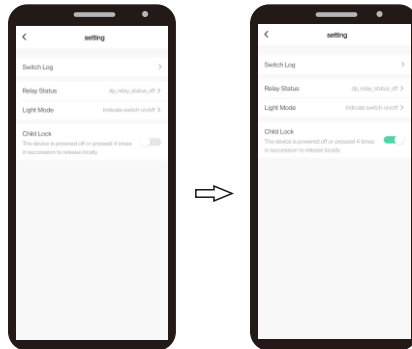 setting
Switch Log
Relay Status dp_relay_status_off
Light Mode Indicate switch on/off
Child Lock
The device is powered off or pressed 4 times
in succession to release locally
setting
Switch Log
Relay Status dp_relay_status_off
Light Mode Indicate switch on/off
Child Lock
The device is powered off or pressed 4 times
in succession to release locally